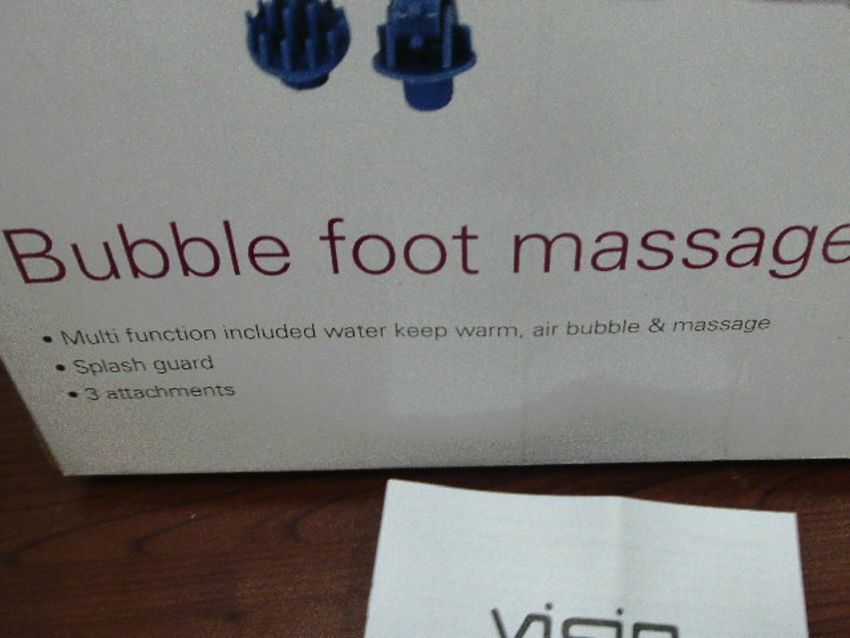 Bubble foot massage
• Multi function included water keep warm, air bubble & massage
• Splash guard
• 3 attachments